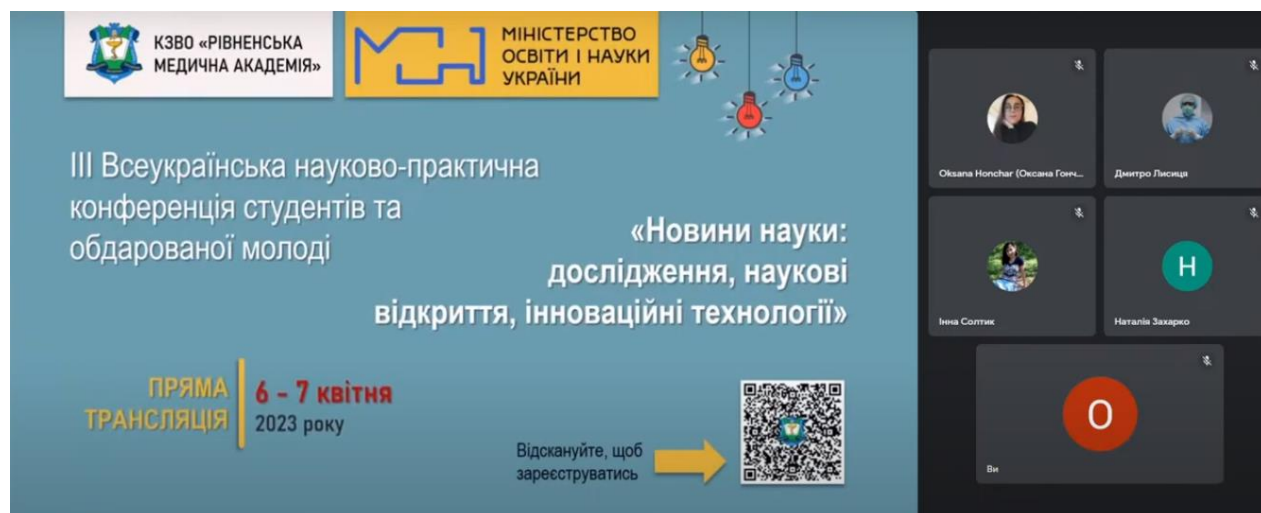 КЗВО «РІВНЕНСЬКА
МЕДИЧНА АКАДЕМІЯ»
МІНІСТЕРСТВО
ОСВІТИ І НАУКИ
УКРАЇНИ
ІІІ Всеукраїнська науково-практична
конференція студентів та
обдарованої молоді
«Новини науки:
дослідження, наукові
відкриття, інноваційні технології»
ПРЯМА
ТРАНСЛЯЦІЯ
6 – 7 квітня
2023 року
Відскануйте, щоб
зареєструватись
Oksana Honchar (Оксана Гонч...
Дмитро Лисиця
Інна Солтик
Н
Наталія Захарко
О
Ви